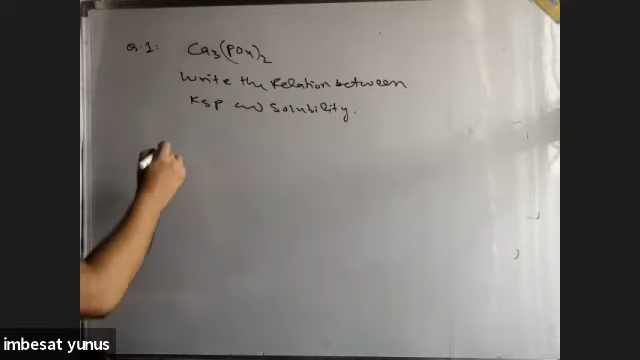 Q.1: Ca3(PO4)2
Write the Relation between
Ksp and Solubility.
imbesat yunus